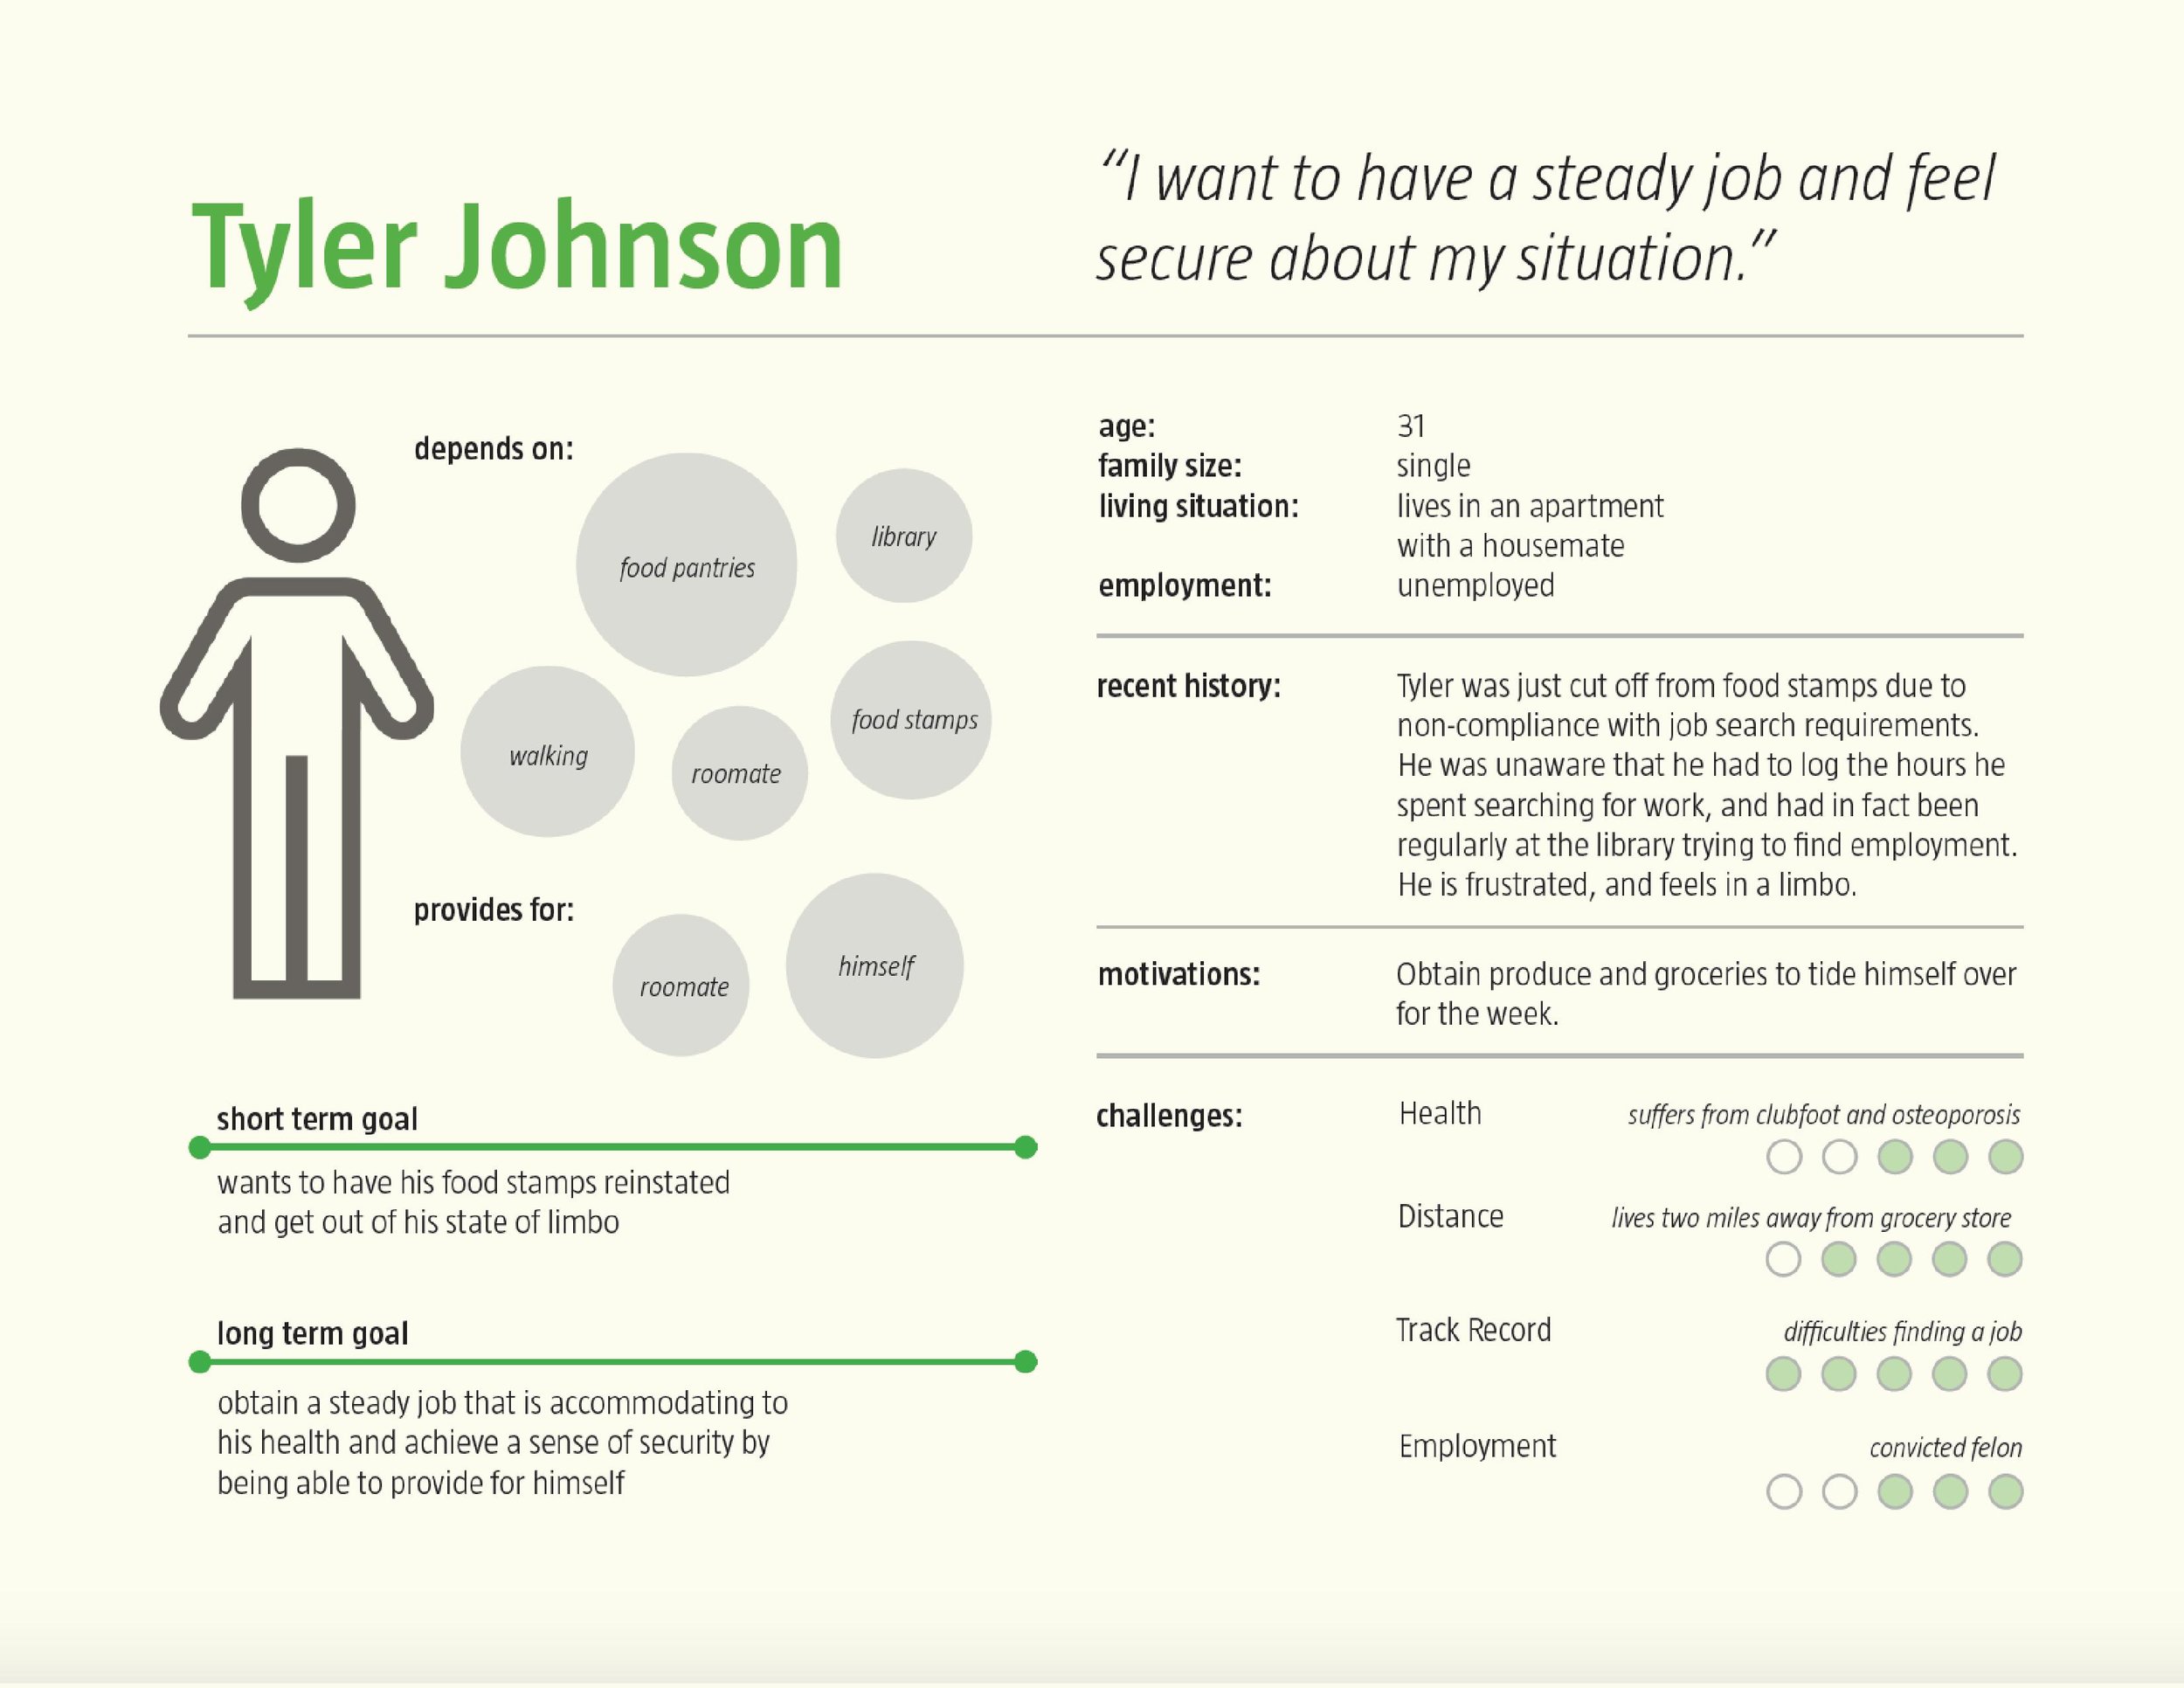 Tyler Johnson
“I want to have a steady job and feel
secure about my situation.”
depends on:
food pantries
library
walking
roomate
food stamps
provides for:
roomate
himself
short term goal
wants to have his food stamps reinstated
and get out of his state of limbo
long term goal
obtain a steady job that is accommodating to
his health and achieve a sense of security by
being able to provide for himself
age: 31
family size: single
living situation: lives in an apartment
with a housemate
employment: unemployed
recent history: Tyler was just cut off from food stamps due to
non-compliance with job search requirements.
He was unaware that he had to log the hours he
spent searching for work, and had in fact been
regularly at the library trying to find employment.
He is frustrated, and feels in a limbo.
motivations: Obtain produce and groceries to tide himself over
for the week.
challenges: Health suffers from clubfoot and osteoporosis
Distance lives two miles away from grocery store
Track Record difficulties finding a job
Employment convicted felon